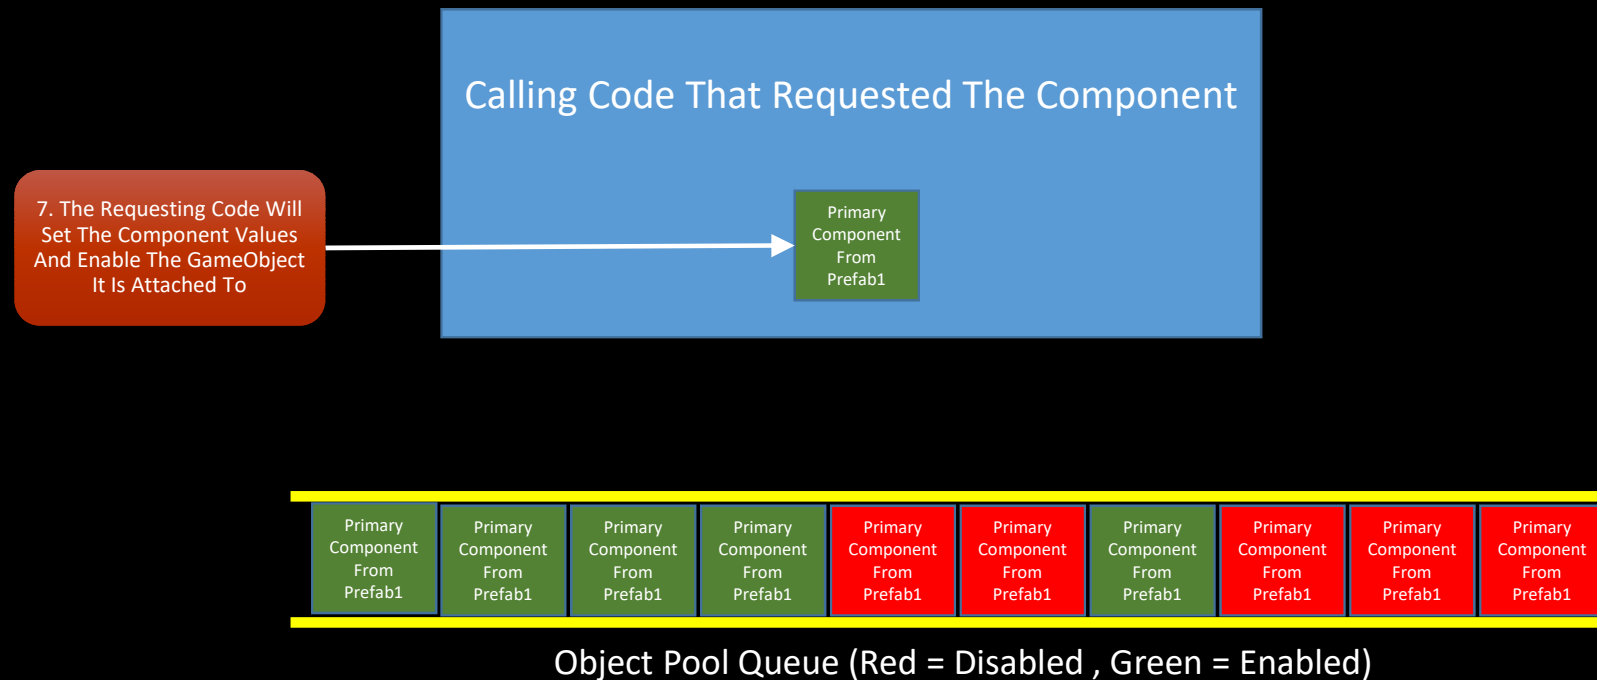 Calling Code That Requested The Component
7. The Requesting Code Will
Set The Component Values
And Enable The GameObject
It Is Attached To
Primary
Component
From
Prefab1
Primary
Component
From
Prefab1
Primary
Component
From
Prefab1
Primary
Component
From
Prefab1
Primary
Component
From
Prefab1
Primary
Component
From
Prefab1
Primary
Component
From
Prefab1
Primary
Component
From
Prefab1
Primary
Component
From
Prefab1
Primary
Component
From
Prefab1
Primary
Component
From
Prefab1
Object Pool Queue (Red = Disabled , Green = Enabled)